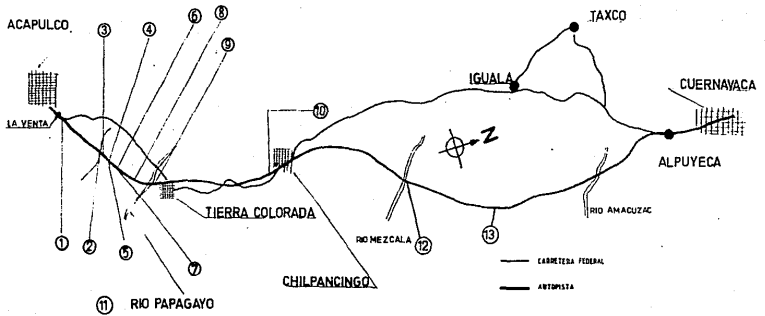 ACAPULCO
LA VENTA
3
4
6
8
9
1
2
5
7
11
RIO PAPAGAYO
TIERRA COLORADA
10
CHILPANCINGO
RIO MEZCALA
12
13
N
IGUALA
TAXCO
CUERNAVACA
ALPUYECA
RIO AMACUZAC
CARRETERA FEDERAL
AUTOPISTA